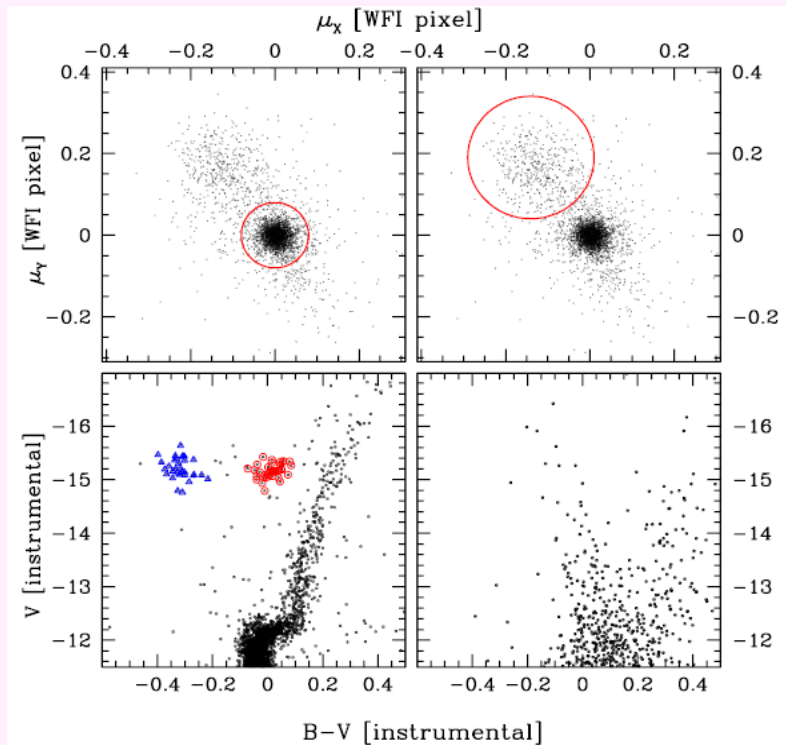 μX [WFI pixel]
−0.4 −0.2 0 0.2 −0.4 −0.2 0 0.2
0.4 0.4
0.2 0.2
0 0
−0.2 −0.2
μY [WFI pixel]
−16 −16
−15 −15
−14 −14
−13 −13
−12 −12
V [instrumental]
−0.4 −0.2 0 0.2 0.4 −0.4 −0.2 0 0.2 0.4
B−V [instrumental]